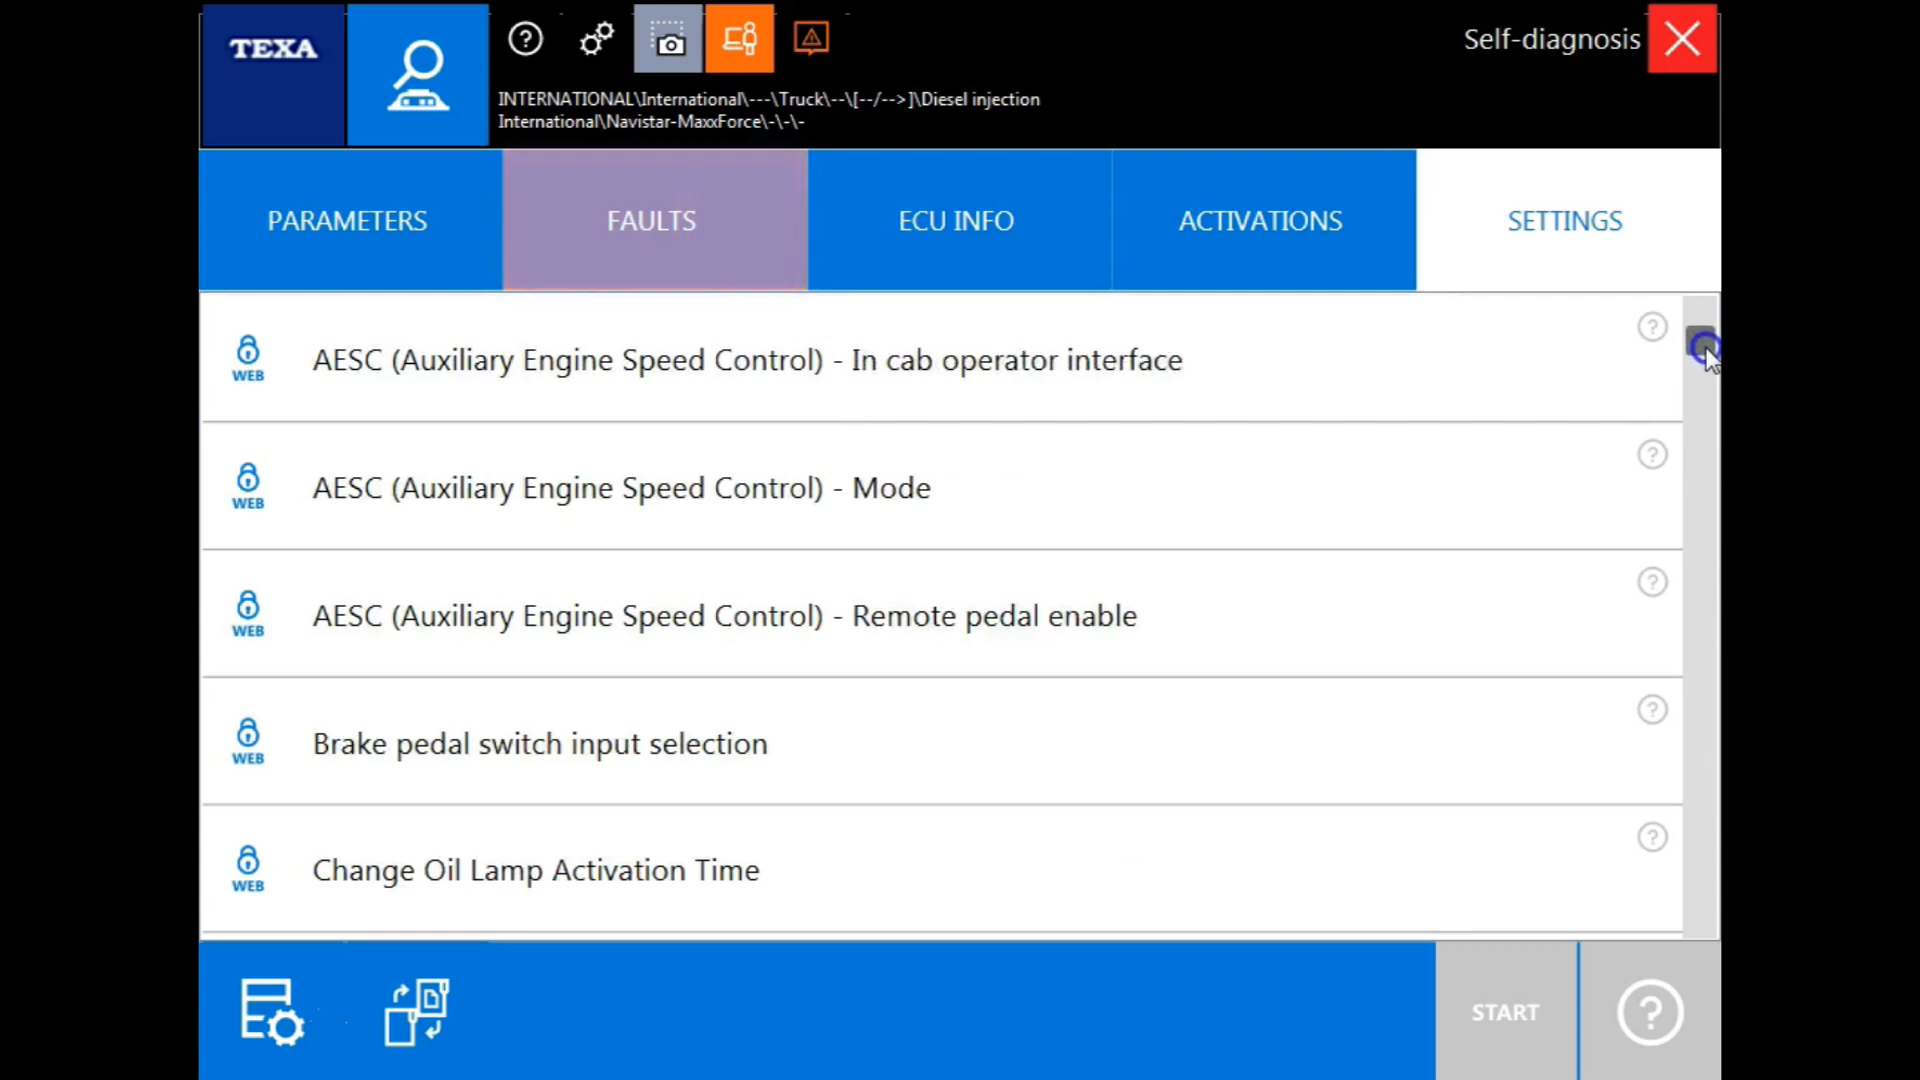 TEXA
Self-diagnosis
INTERNATIONAL\International\---\Truck\--\[--/-->]\Diesel injection
International\Navistar-MaxxForce\-\-\-
PARAMETERS
FAULTS
ECU INFO
ACTIVATIONS
SETTINGS
WEB
AESC (Auxiliary Engine Speed Control) - In cab operator interface
WEB
AESC (Auxiliary Engine Speed Control) - Mode
WEB
AESC (Auxiliary Engine Speed Control) - Remote pedal enable
WEB
Brake pedal switch input selection
WEB
Change Oil Lamp Activation Time
START